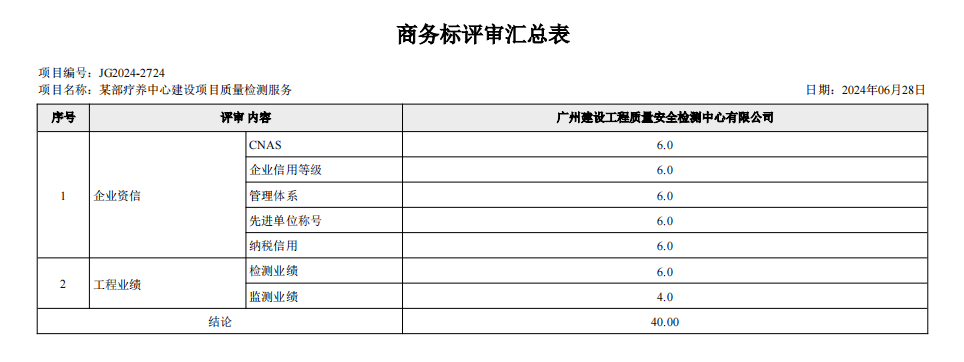 商务标评审汇总表
项目编号：JG2024-2724
项目名称：某部疗养中心建设项目质量检测服务 日期：2024年06月28日
序号 评审 内容 广州建设工程质量安全检测中心有限公司
CNAS 6.0
企业信用等级 6.0
1 企业资信 管理体系 6.0
先进单位称号 6.0
纳税信用 6.0
检测业绩 6.0
2 工程业绩
监测业绩 4.0
结论 40.00